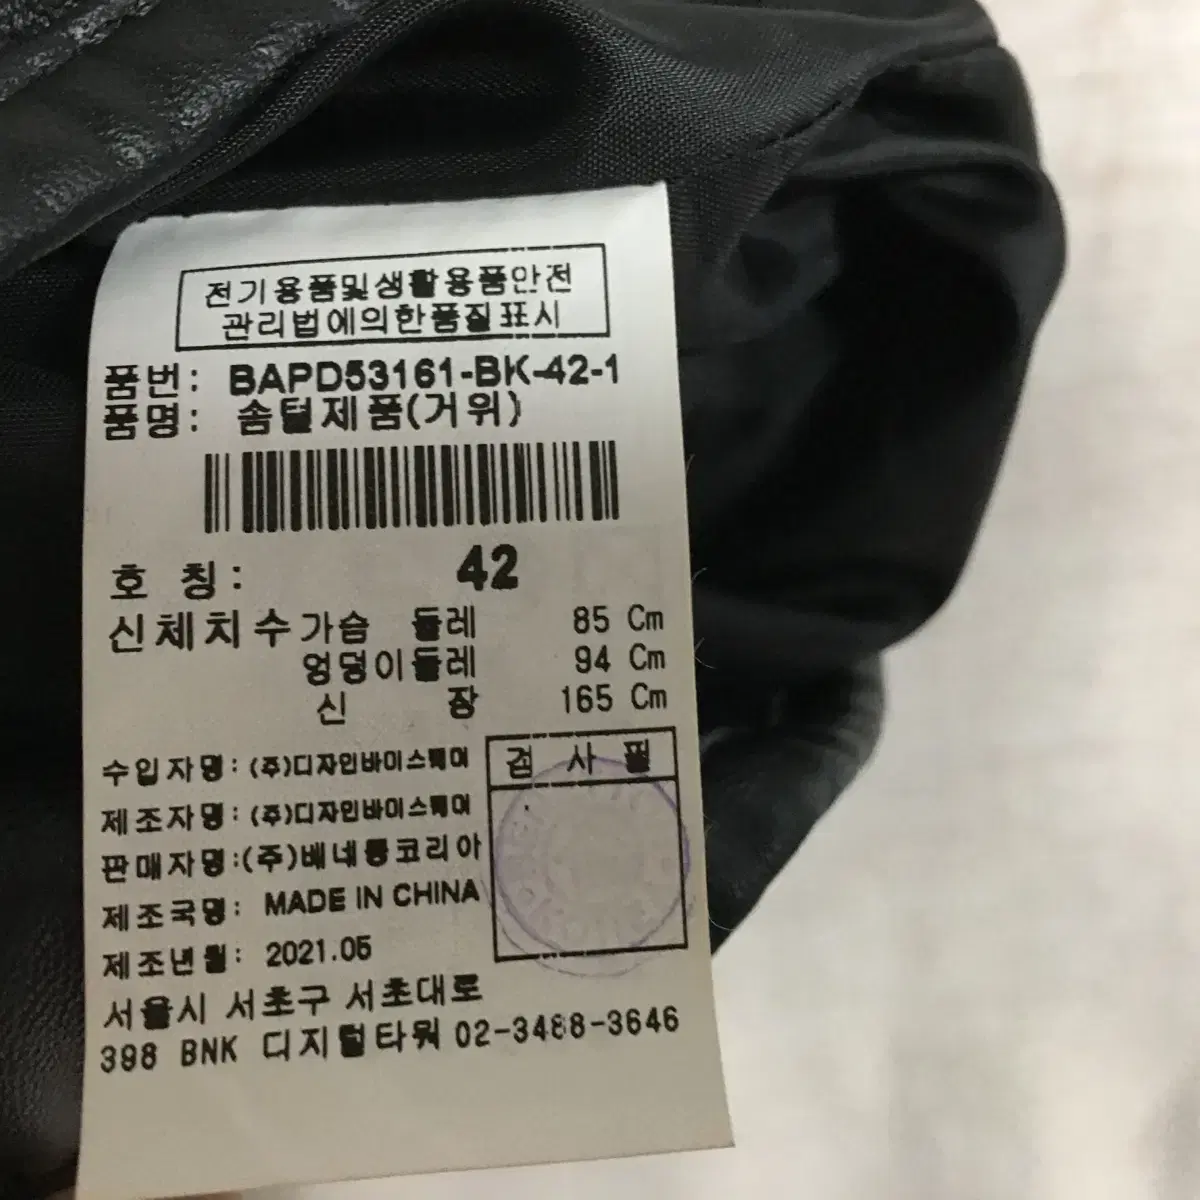 전기용품및생활용품안전
관리법에의한품질표시
품번: BAPD53161-BK-42-1
품명: 솜털제품(거위)
호 칭: 42
신체치수 가슴 둘레 85 Cm
엉덩이둘레 94 Cm
신 장 165 Cm
수입자명: (주)디자인바이스퀘어
제조자명: (주)디자인바이스퀘어
판매자명:(주)베네통코리아
제조국명: MADE IN CHINA
제조년월: 2021.05
검 사 필
서울시 서초구 서초대로
398 BNK 디지털타워 02-3488-3646